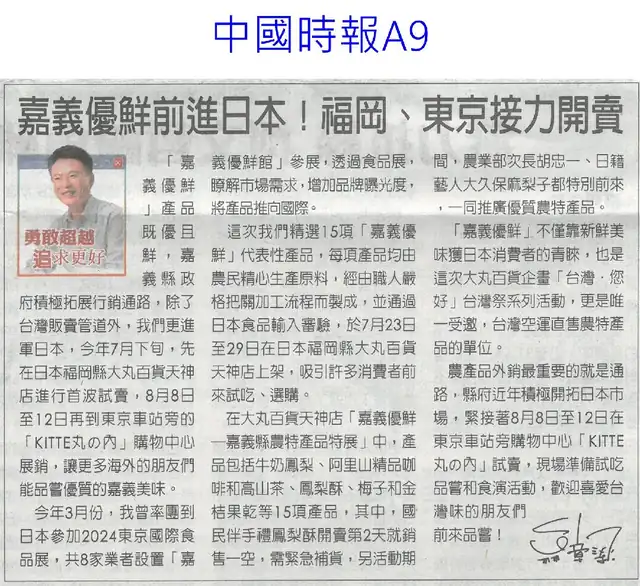 中國時報A9
嘉義優鮮前進日本！福岡、東京接力開賣
勇敢超越
追求更好
「嘉
義優鮮
」產品
既優且
鮮，嘉
義縣政
府積極拓展行銷通路，除了
台灣販賣管道外，我們更進
軍日本，今年7月下旬，先
在日本福岡縣大丸百貨天神
店進行首波試賣，8月8日
至12日再到東京車站旁的
「KITTE丸の內」購物中心
展銷，讓更多海外的朋友們
能品嘗優質的嘉義美味。
今年3月份，我曾率團到
日本參加2024東京國際食
品展，共8家業者設置「嘉
義優鮮館」參展，透過食品展，
瞭解市場需求，增加品牌曝光度，
將產品推向國際。
這次我們精選15項「嘉義優
鮮」代表性產品，每項產品均由
農民精心生產原料，經由職人嚴
格把關加工流程而製成，並通過
日本食品輸入審驗，於7月23日
至29日在日本福岡縣大丸百貨
天神店上架，吸引許多消費者前
來試吃、選購。
在大丸百貨天神店「嘉義優鮮
—嘉義縣農特產品特展」中，產
品包括牛奶鳳梨、阿里山精品咖
啡和高山茶、鳳梨酥、梅子和金
桔果乾等15項產品，其中，國
民伴手禮鳳梨酥開賣第2天就銷
售一空，需緊急補貨，另活動期
間，農業部次長胡忠一、日籍
藝人大久保麻梨子都特別前來
，一同推廣優質農特產品。
「嘉義優鮮」不僅靠新鮮美
味獲日本消費者的青睞，也是
這次大丸百貨企畫「台灣·您
好」台灣祭系列活動，更是唯
一受邀，台灣空運直售農特產
品的單位。
農產品外銷最重要的就是通
路，縣府近年積極開拓日本市
場，緊接著8月8日至12日在
東京車站旁購物中心「KITTE
丸の內」試賣，現場準備試吃
品嘗和食演活動，歡迎喜愛台
灣味的朋友們
前來品嘗！